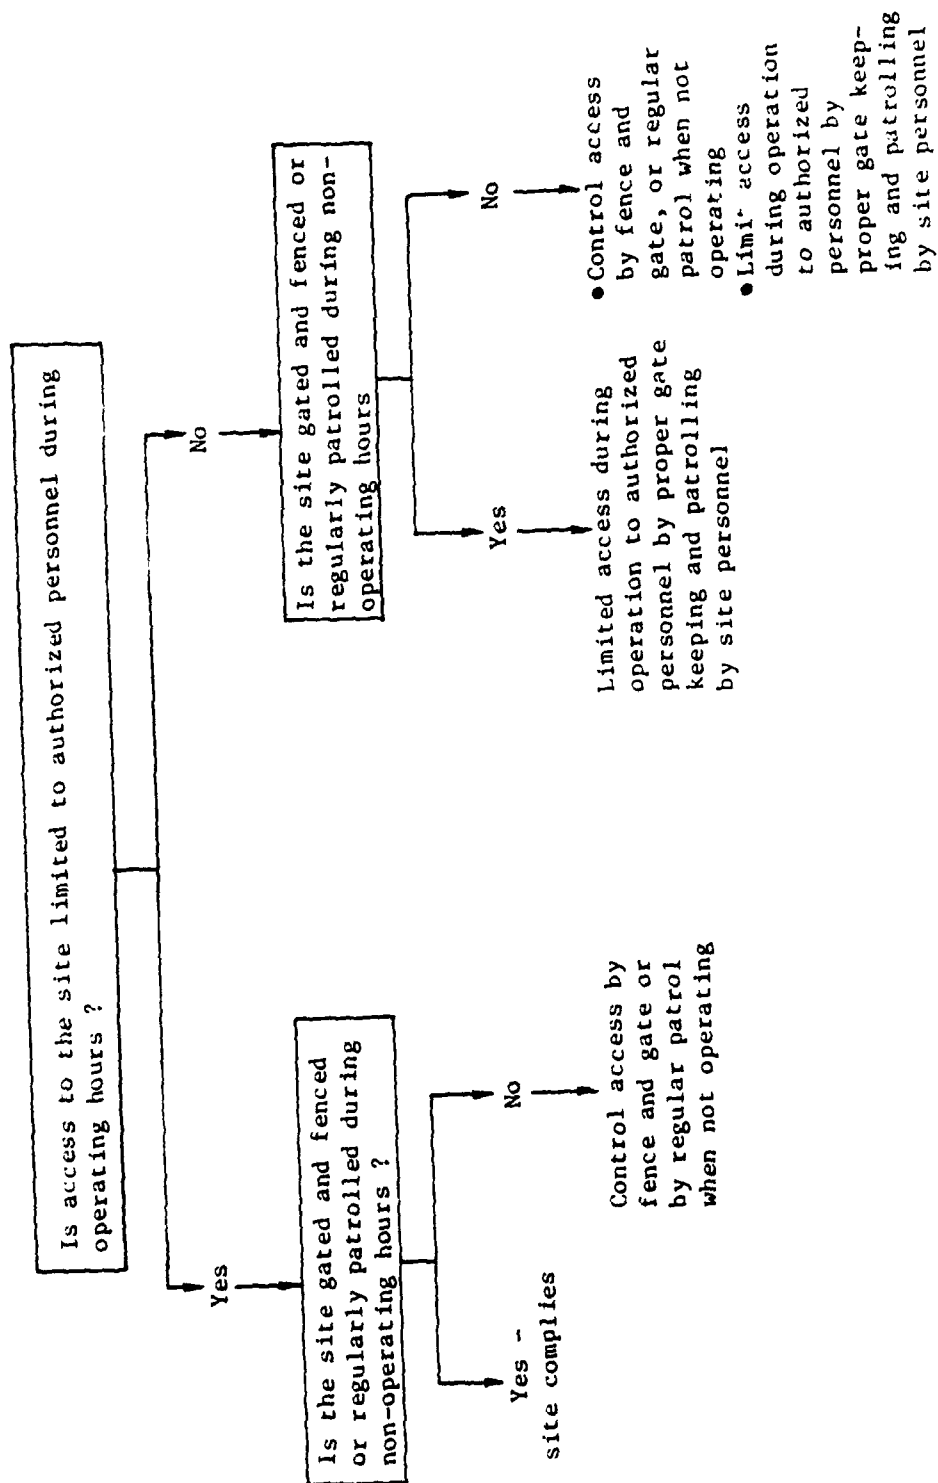 Is access to the site limited to authorized personnel during
operating hours ?
Yes
No
Is the site gated and fenced
or regularly patrolled during
non-operating hours ?
Is the site gated and fenced or
regularly patrolled during non-
operating hours
Yes -
site complies
No
Control access by
fence and gate or
by regular patrol
when not operating
Yes
Limited access during
operation to authorized
personnel by proper gate
keeping and patrolling
by site personnel
No
● Control access
by fence and
gate, or regular
patrol when not
operating
● Limit access
during operation
to authorized
personnel by
proper gate keep-
ing and patrolling
by site personnel